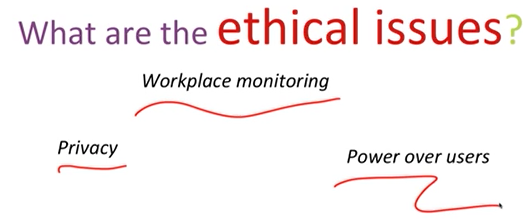 What are the ethical issues?
Workplace monitoring
Privacy
Power over users